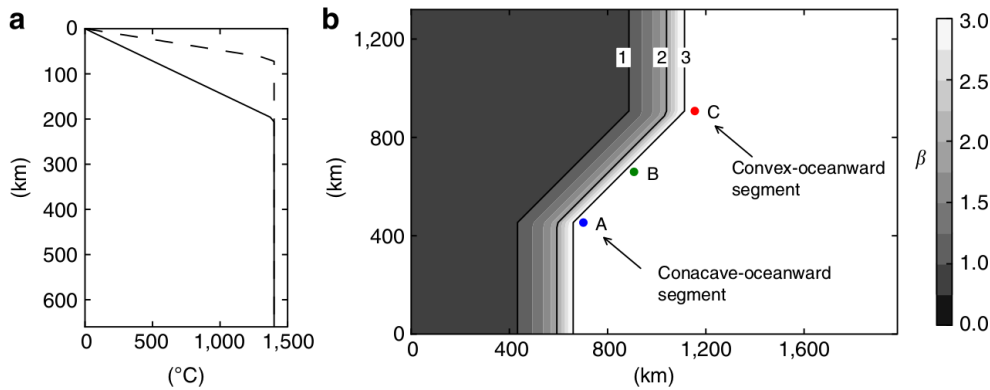 a
b
0
100
200
300
400
500
600
(km)
0
500
1,000
1,500
(°C)
1,200
800
400
0
(km)
1
2
3
C
Convex-oceanward
segment
B
A
Conacave-oceanward
segment
0
400
800
1,200
1,600
(km)
β
3.0
2.5
2.0
1.5
1.0
0.0